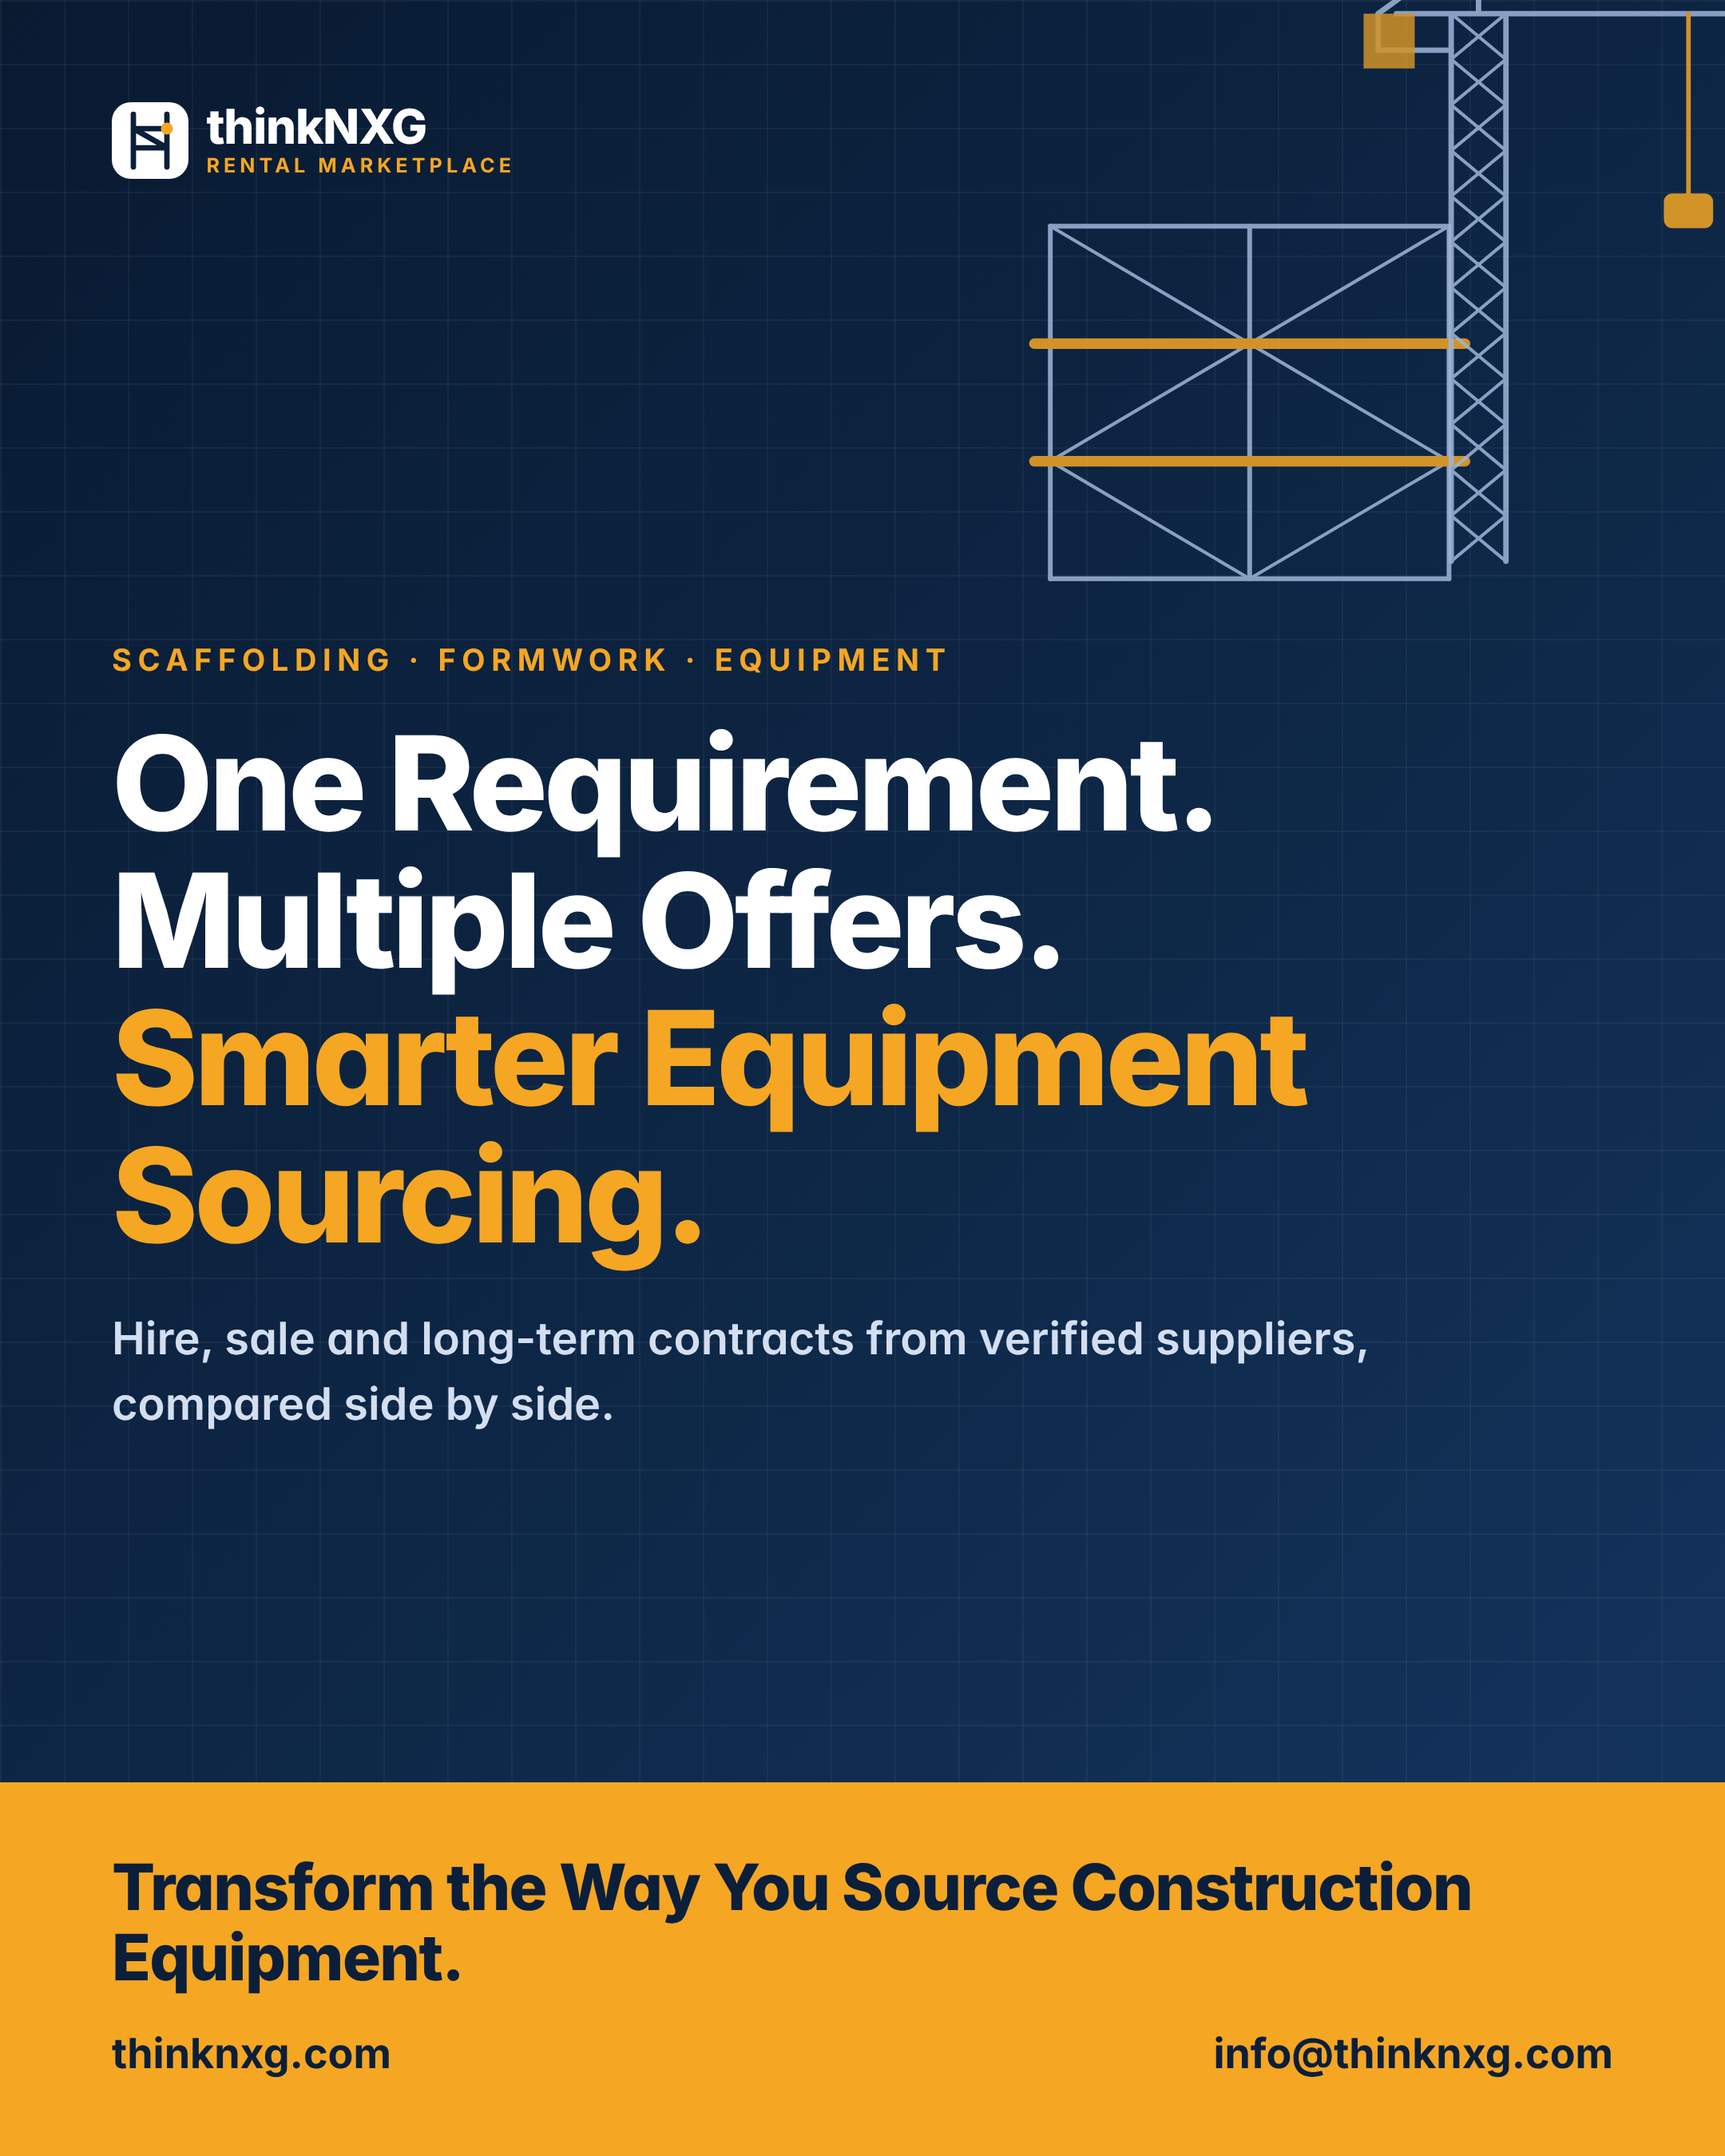 thinkNXG
RENTAL MARKETPLACE
SCAFFOLDING · FORMWORK · EQUIPMENT
One Requirement.
Multiple Offers.
Smarter Equipment
Sourcing.
Hire, sale and long-term contracts from verified suppliers,
compared side by side.
Transform the Way You Source Construction
Equipment.
thinknxg.com
info@thinknxg.com